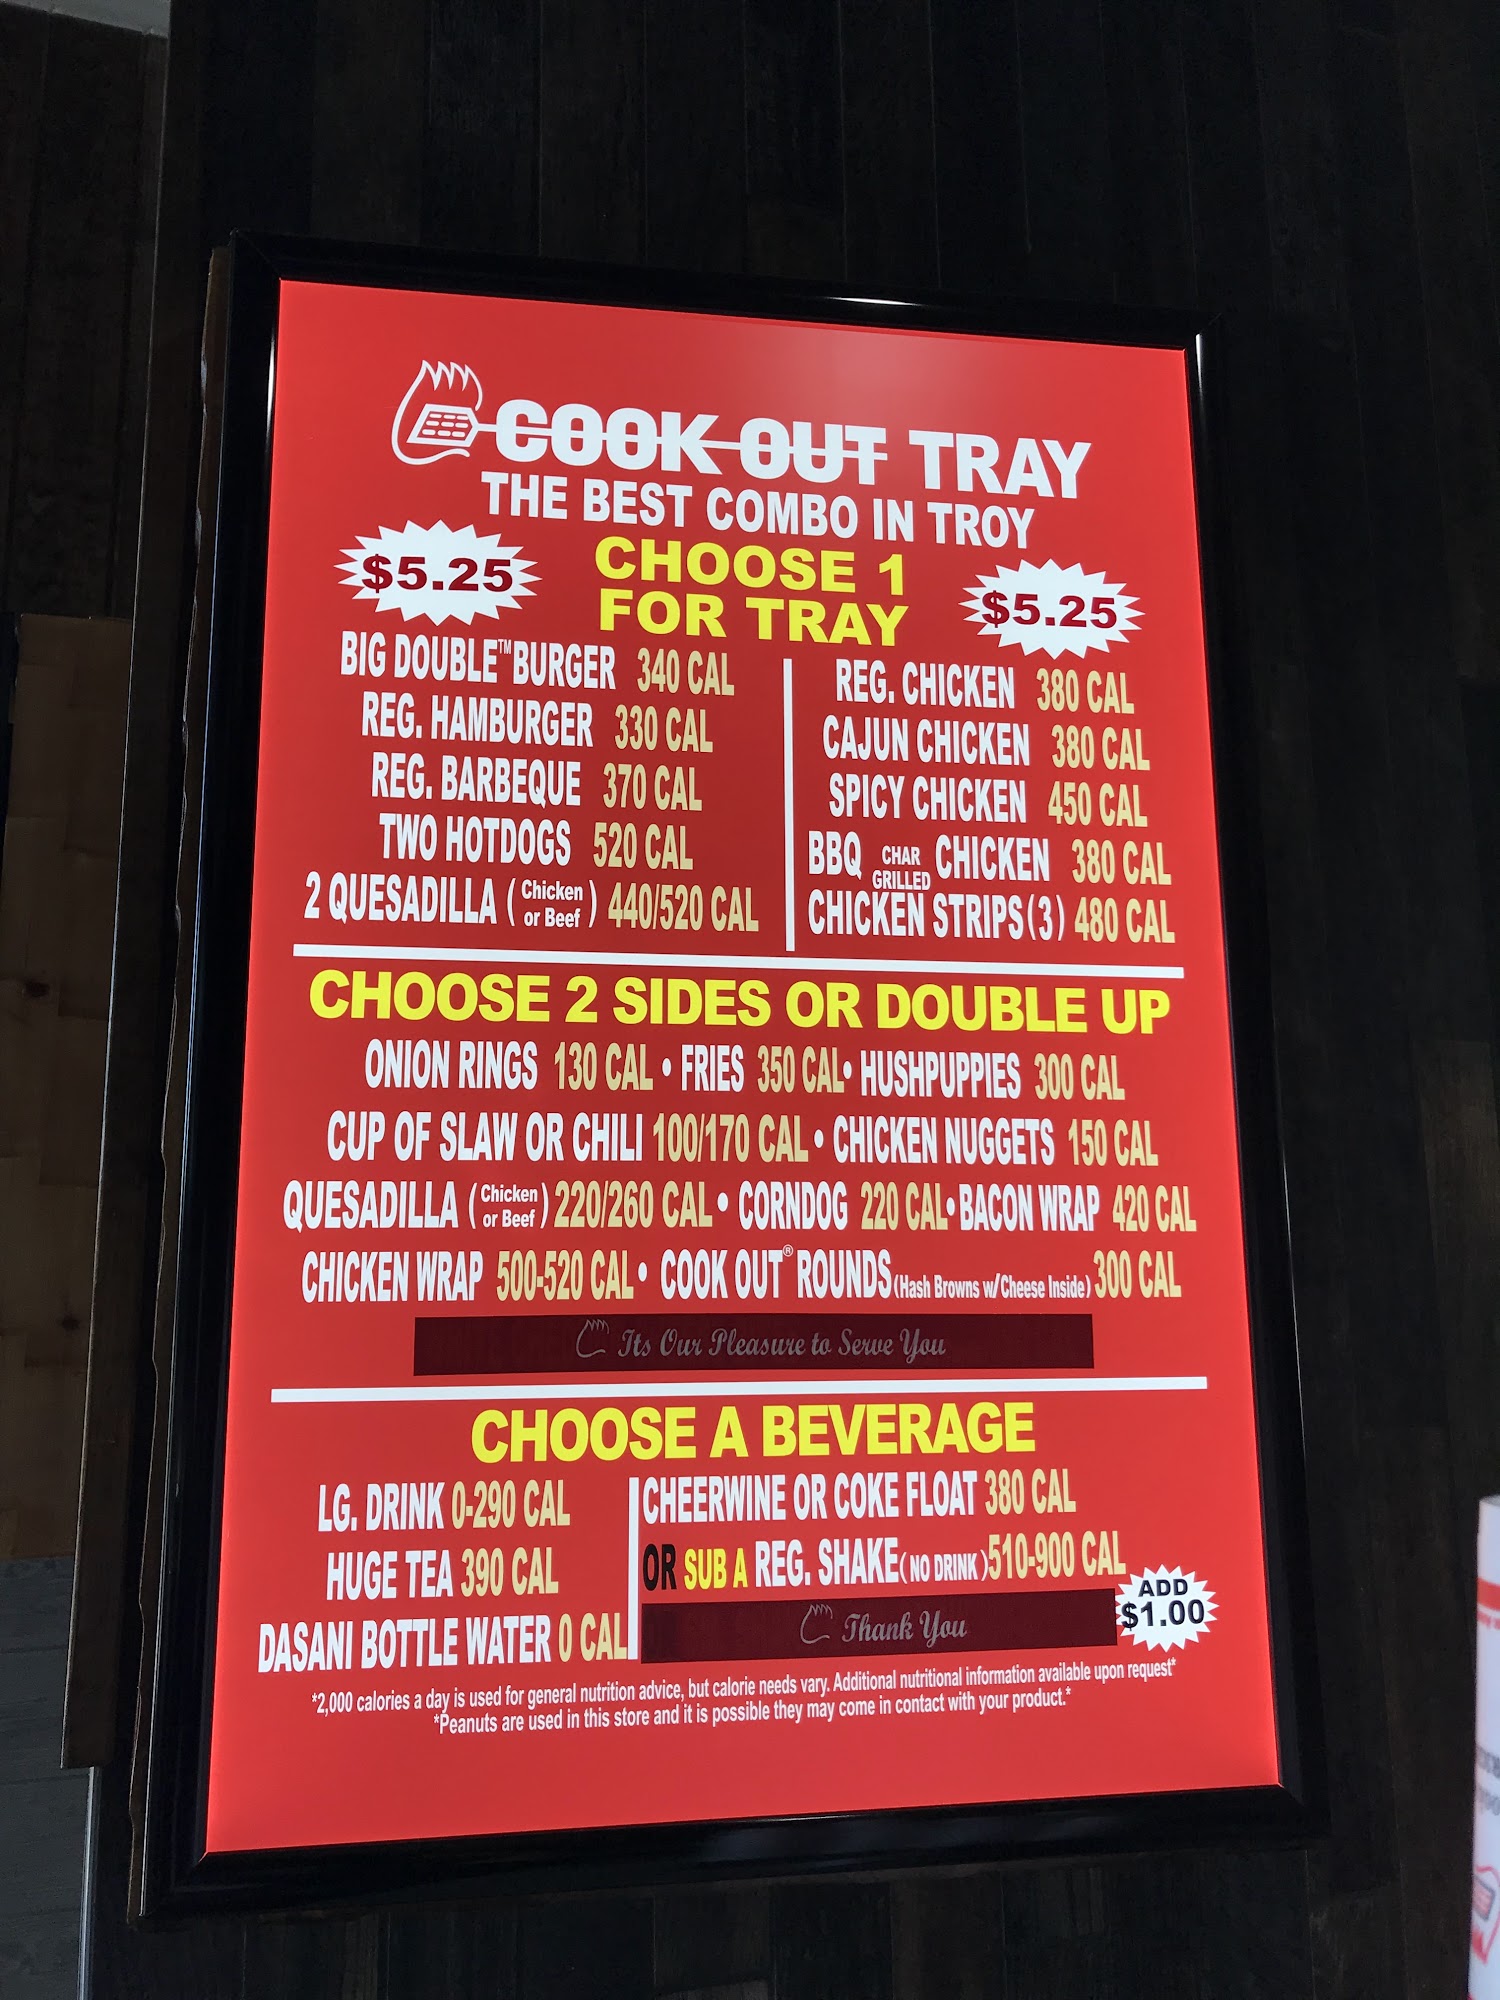 COOK OUT TRAY
THE BEST COMBO IN TROY
$5.25
CHOOSE 1
FOR TRAY
$5.25
BIG DOUBLE™ BURGER 340 CAL
REG. HAMBURGER 330 CAL
REG. BARBEQUE 370 CAL
TWO HOTDOGS 520 CAL
2 QUESADILLA (Chicken or Beef) 440/520 CAL
REG. CHICKEN 380 CAL
CAJUN CHICKEN 380 CAL
SPICY CHICKEN 450 CAL
BBQ CHAR GRILLED CHICKEN 380 CAL
CHICKEN STRIPS (3) 480 CAL
CHOOSE 2 SIDES OR DOUBLE UP
ONION RINGS 130 CAL • FRIES 350 CAL • HUSHPUPPIES 300 CAL
CUP OF SLAW OR CHILI 100/170 CAL • CHICKEN NUGGETS 150 CAL
QUESADILLA (Chicken or Beef) 220/260 CAL • CORNDOG 220 CAL • BACON WRAP 420 CAL
CHICKEN WRAP 500-520 CAL • COOK OUT® ROUNDS (Hash Browns w/Cheese Inside) 300 CAL
Its Our Pleasure to Serve You
CHOOSE A BEVERAGE
LG. DRINK 0-290 CAL
HUGE TEA 390 CAL
DASANI BOTTLE WATER 0 CAL
CHEERWINE OR COKE FLOAT 380 CAL
OR SUB A REG. SHAKE (NO DRINK) 510-900 CAL
ADD
$1.00
Thank You
*2,000 calories a day is used for general nutrition advice, but calorie needs vary. Additional nutritional information available upon request*
*Peanuts are used in this store and it is possible they may come in contact with your product.*